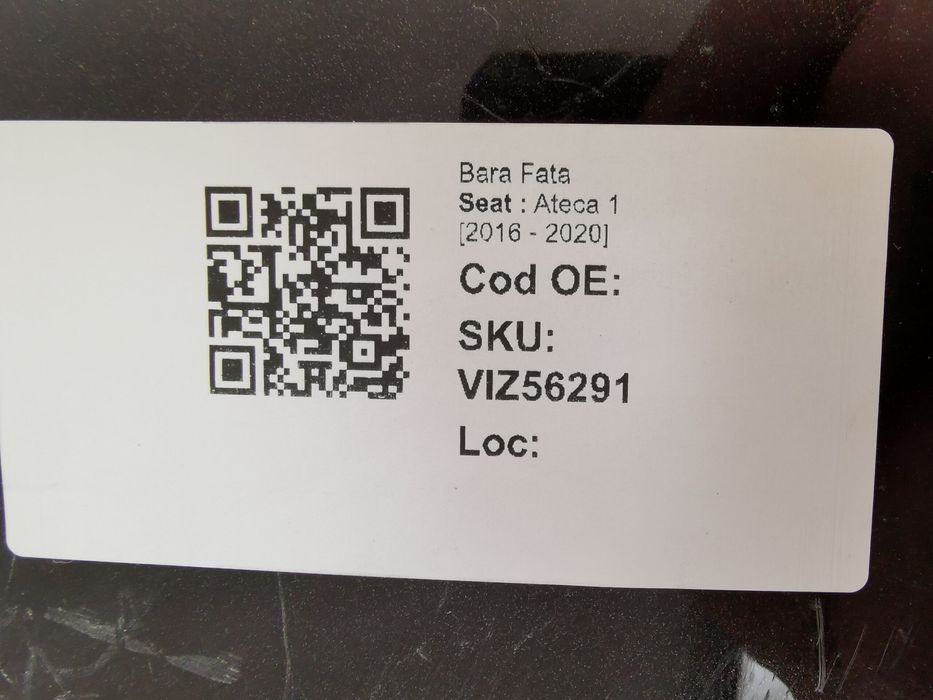 Bara Fata
Seat : Ateca 1
[2016 - 2020]
Cod OE:
SKU:
VIZ56291
Loc: